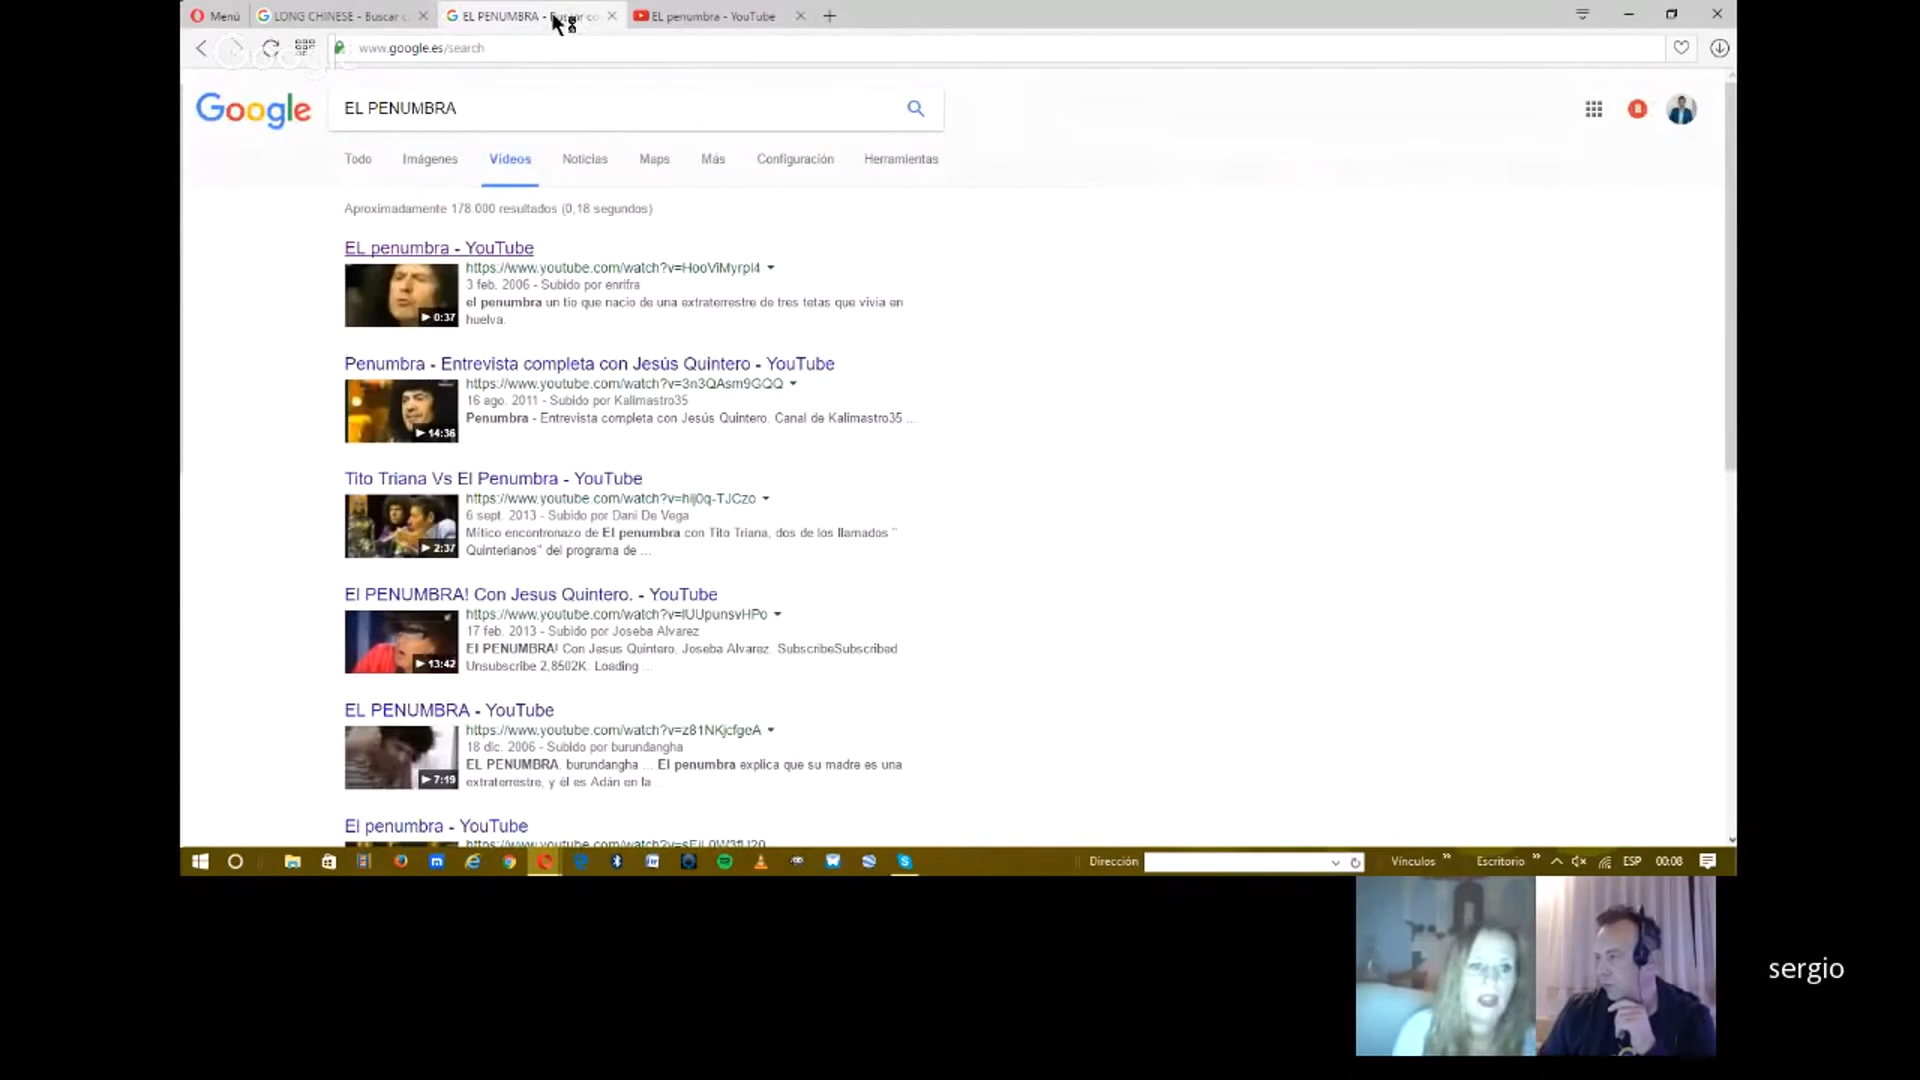 Menú
LONG CHINESE - Buscar c
EL PENUMBRA - Buscar co
EL penumbra - YouTube
www.google.es/search
Google
EL PENUMBRA
Todo Imágenes Vídeos Noticias Maps Más Configuración Herramientas
Aproximadamente 178.000 resultados (0,18 segundos)
EL penumbra - YouTube
https://www.youtube.com/watch?v=HooViMyrpI4
3 feb. 2006 - Subido por enrifra
el penumbra un tio que nacio de una extraterrestre de tres tetas que vivia en
huelva.
0:37
Penumbra - Entrevista completa con Jesús Quintero - YouTube
https://www.youtube.com/watch?v=3n3QAsm9GQQ
16 ago. 2011 - Subido por Kalimastro35
Penumbra - Entrevista completa con Jesús Quintero. Canal de Kalimastro35 ...
14:36
Tito Triana Vs El Penumbra - YouTube
https://www.youtube.com/watch?v=hij0q-TJCzo
6 sept. 2013 - Subido por Dani De Vega
Mítico encontronazo de El penumbra con Tito Triana, dos de los llamados "
Quinterianos" del programa de ...
2:37
El PENUMBRA! Con Jesus Quintero. - YouTube
https://www.youtube.com/watch?v=lUUpunsvHPo
17 feb. 2013 - Subido por Joseba Alvarez
El PENUMBRA! Con Jesus Quintero. Joseba Alvarez. SubscribeSubscribed
Unsubscribe 2,8502K. Loading ...
13:42
EL PENUMBRA - YouTube
https://www.youtube.com/watch?v=z81NKjcfgeA
18 dic. 2006 - Subido por burundangha
EL PENUMBRA. burundangha ... El penumbra explica que su madre es una
extraterrestre, y él es Adán en la
7:19
El penumbra - YouTube
Dirección
Vínculos
Escritorio
ESP
00:08
sergio